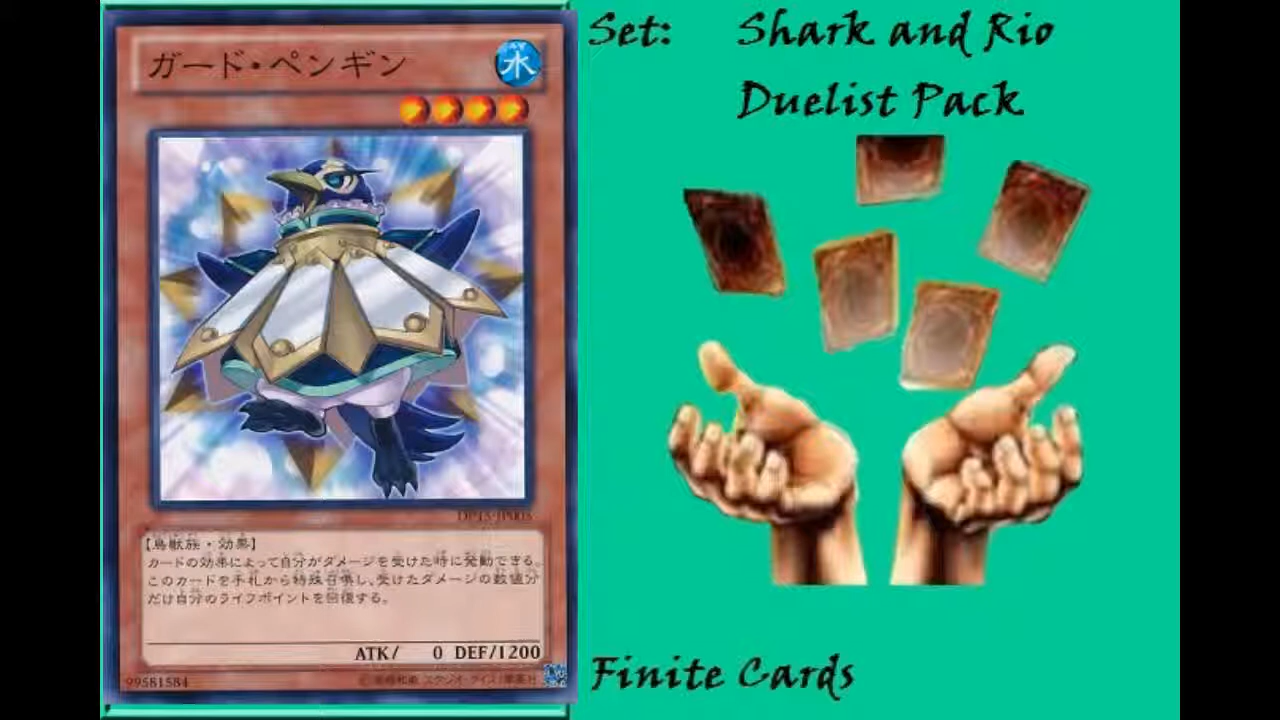 ガード・ペンギン
水
【鳥獣族・効果】
カードの効果によって自分がダメージを受けた時に発動できる。
このカードを手札から特殊召喚し、受けたダメージの数値分
だけ自分のライフポイントを回復する。
ATK/ 0 DEF/1200
99581584
Set: Shark and Rio
Duelist Pack
Finite Cards